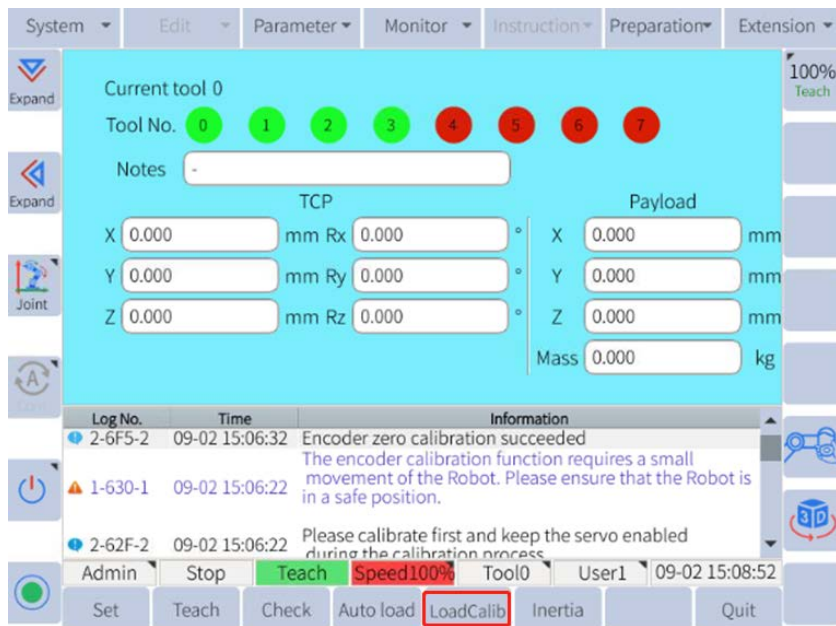 System Edit Parameter Monitor Instruction Preparation Extension
Expand
100%
Teach
Current tool 0
Tool No. 0 1 2 3 4 5 6 7
Notes -
Expand
TCP Payload
X 0.000 mm Rx 0.000 ° X 0.000 mm
Y 0.000 mm Ry 0.000 ° Y 0.000 mm
Z 0.000 mm Rz 0.000 ° Z 0.000 mm
Joint
Mass 0.000 kg
A
Log No. Time Information
2-6F5-2 09-02 15:06:32 Encoder zero calibration succeeded
2-630-1 09-02 15:06:22 The encoder calibration function requires a small
movement of the Robot. Please ensure that the Robot is
in a safe position.
2-62F-2 09-02 15:06:22 Please calibrate first and keep the servo enabled
during the calibration process
3D
Admin Stop Teach Speed100% Tool0 User1 09-02 15:08:52
Set Teach Check Auto load LoadCalib Inertia Quit